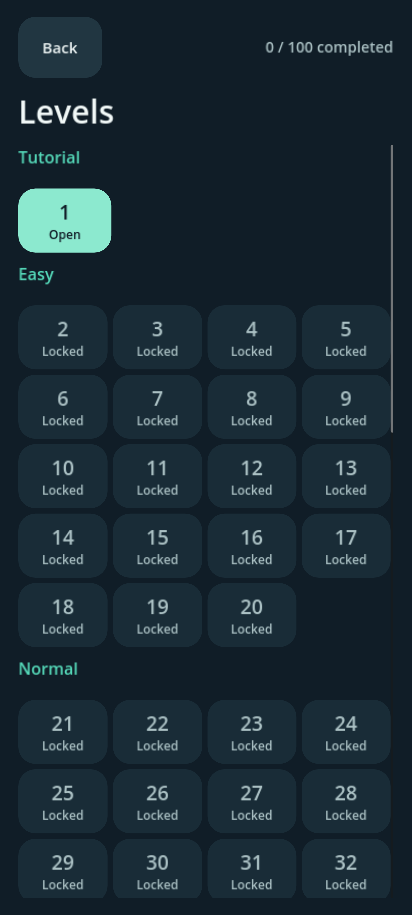 Back
0 / 100 completed
Levels
Tutorial
1
Open
Easy
2 3 4 5
Locked Locked Locked Locked
6 7 8 9
Locked Locked Locked Locked
10 11 12 13
Locked Locked Locked Locked
14 15 16 17
Locked Locked Locked Locked
18 19 20
Locked Locked Locked
Normal
21 22 23 24
Locked Locked Locked Locked
25 26 27 28
Locked Locked Locked Locked
29 30 31 32
Locked Locked Locked Locked